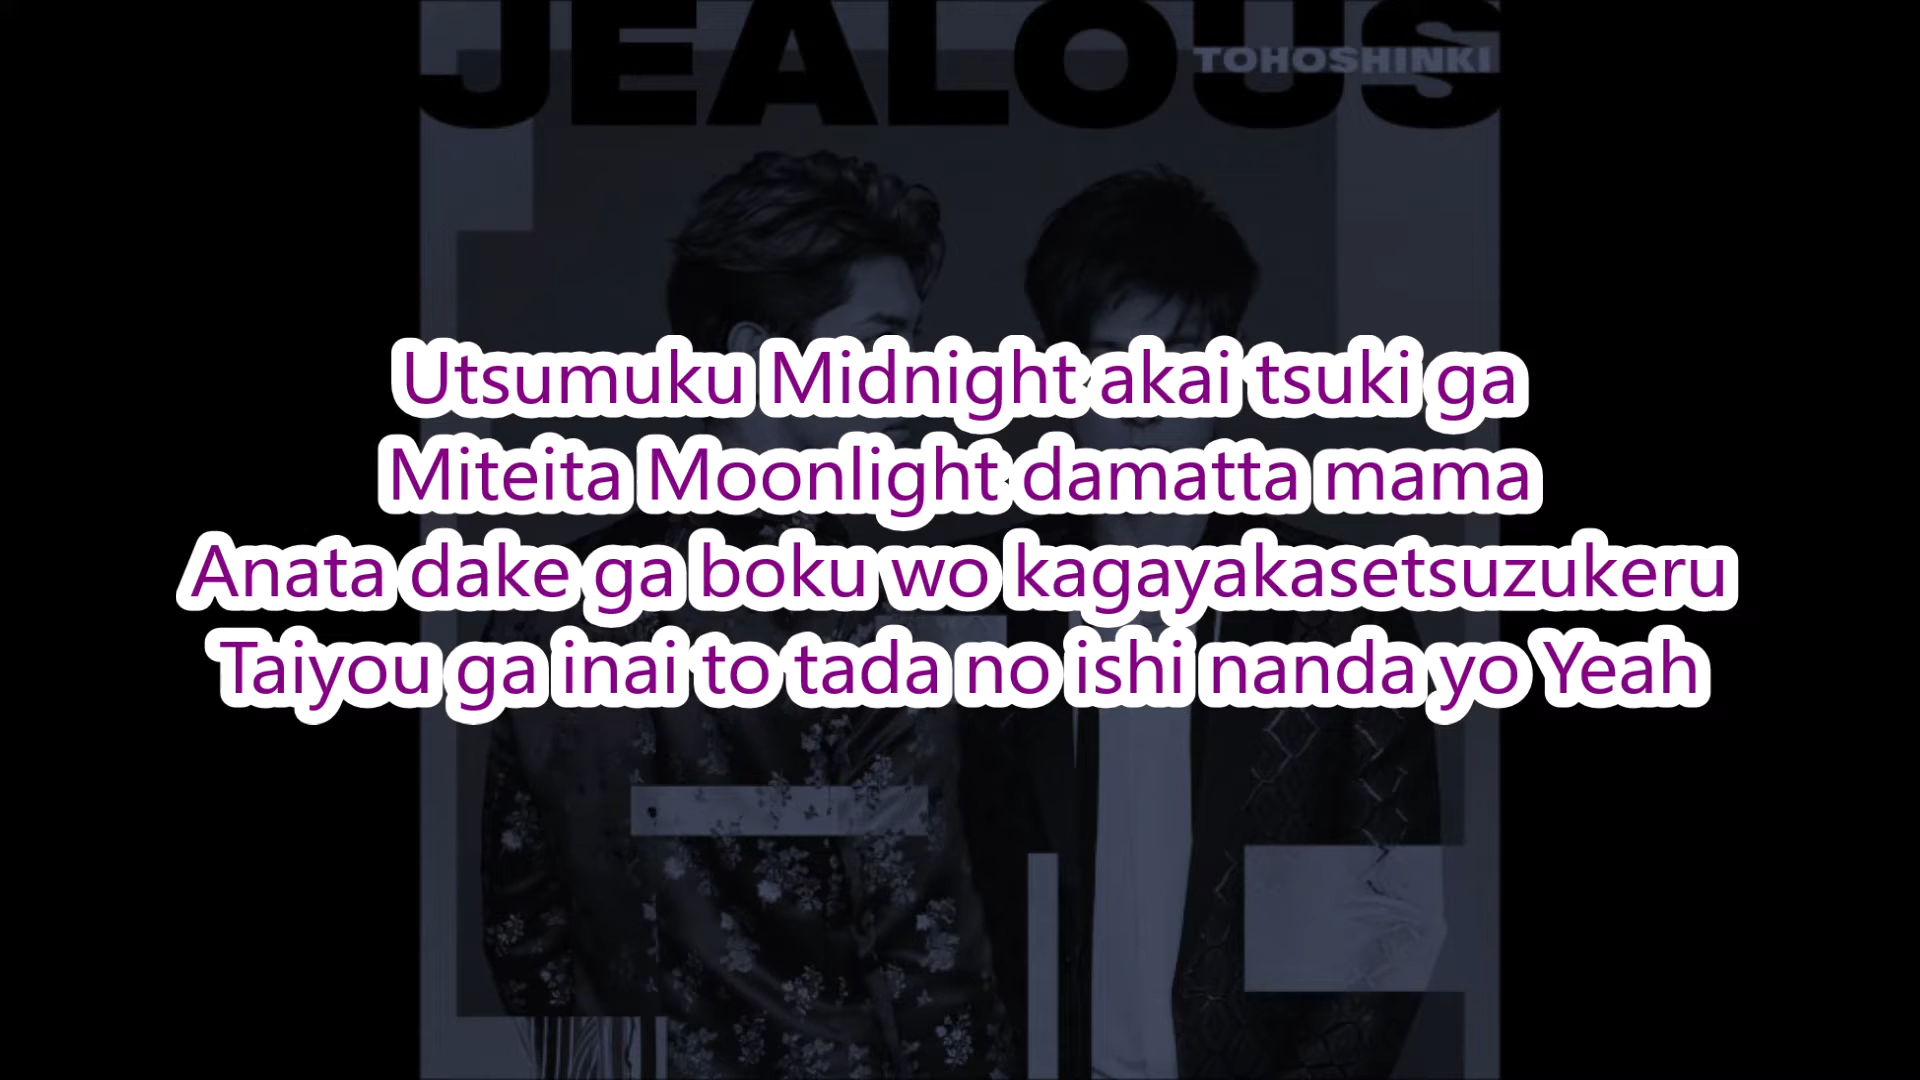 JEALOUS
TOHOSHINKI
Utsumuku Midnight akai tsuki ga
Miteita Moonlight damatta mama
Anata dake ga boku wo kagayakasetsuzukeru
Taiyou ga inai to tada no ishi nanda yo Yeah